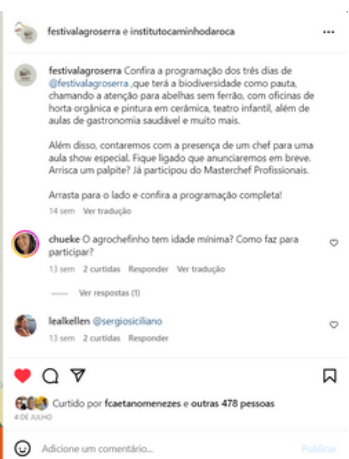 festivalagroserra e institutocaminhodaroca
festivalagroserra Confira a programação dos três dias de
@festivalagroserra ,que terá a biodiversidade como pauta,
chamando a atenção para abelhas sem ferrão, com oficinas de
horta orgânica e pintura em cerâmica, teatro infantil, além de
aulas de gastronomia saudável e muito mais.
Além disso, contaremos com a presença de um chef para uma
aula show especial. Fique ligado que anunciaremos em breve.
Arrisca um palpite? Já participou do Masterchef Profissionais.
Arrasta para o lado e confira a programação completa!
14 sem Ver tradução
chueke O agrochefinho tem idade mínima? Como faz para
participar?
13 sem 2 curtidas Responder Ver tradução
Ver respostas (1)
lealkellen @sergiosiciliano
13 sem 2 curtidas Responder
Curtido por fcaetanomenezes e outras 478 pessoas
4 DE JULHO
Adicione um comentário...
Publicar